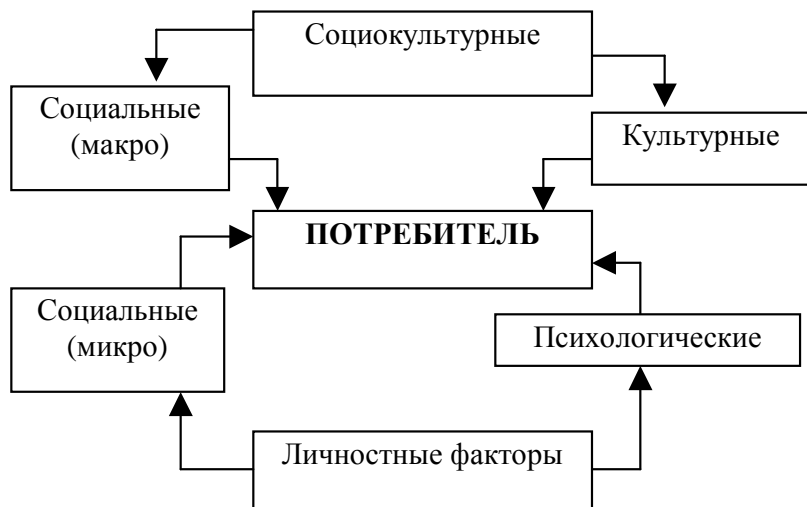 Социокультурные
Социальные
(макро)
Культурные
ПОТРЕБИТЕЛЬ
Социальные
(микро)
Психологические
Личностные факторы